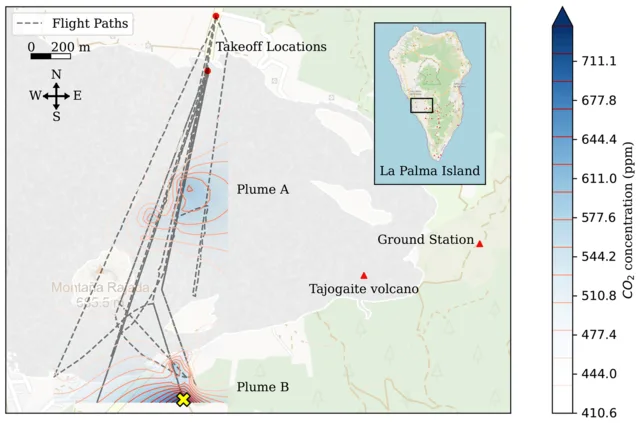 Flight Paths
0 200 m
N
W E
S
Takeoff Locations
La Palma Island
Plume A
Ground Station
Tajogaite volcano
Montaña Rajada
Plume B
711.1
677.8
644.4
611.0
577.6
544.2
510.8
477.4
444.0
410.6
CO2 concentration (ppm)